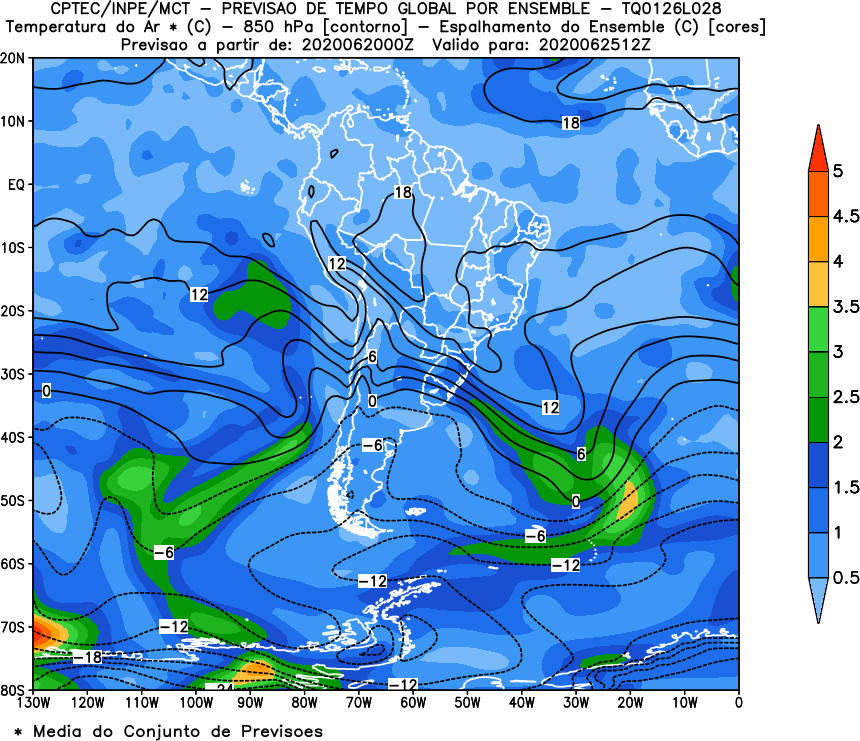 CPTEC/INPE/MCT – PREVISAO DE TEMPO GLOBAL POR ENSEMBLE – TQ0126L028
Temperatura do Ar * (C) – 850 hPa [contorno] – Espalhamento do Ensemble (C) [cores]
Previsao a partir de: 2020062000Z Valido para: 2020062512Z
20N
10N
EQ
10S
20S
30S
40S
50S
60S
70S
80S
18
18
12
12
6
0
0
12
–6
6
0
–6
–6
–12
–12
–12
–18
–12
–24
130W 120W 110W 100W 90W 80W 70W 60W 50W 40W 30W 20W 10W 0
5
4.5
4
3.5
3
2.5
2
1.5
1
0.5
* Media do Conjunto de Previsoes